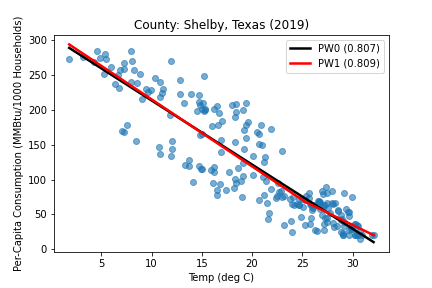 County: Shelby, Texas (2019)
Per-Capita Consumption (MMBtu/1000 Households)
300
250
200
150
100
50
0
PW0 (0.807)
PW1 (0.809)
5
10
15
20
25
30
Temp (deg C)